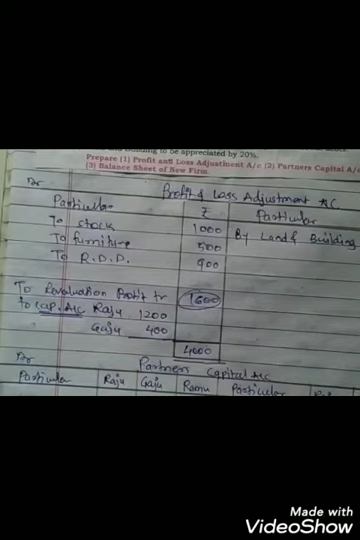 and Building to be appreciated by 20%.
Prepare (1) Profit anti Loss Adjustment A/c (2) Partners Capital A/c
(3) Balance Sheet of New Firm.
Dr Profit & Loss Adjustment A/C
Particular ₹ Particular
To stock 1000 By Land & Building
To furniture 500
To R.D.D. 900
To Revaluation Profit tr 1600
to Cap. A/C Raju 1200
Gaju 400
4000
Dr Partners Capital A/C
Particular Raju Gaju Ramu Particular
Made with
VideoShow